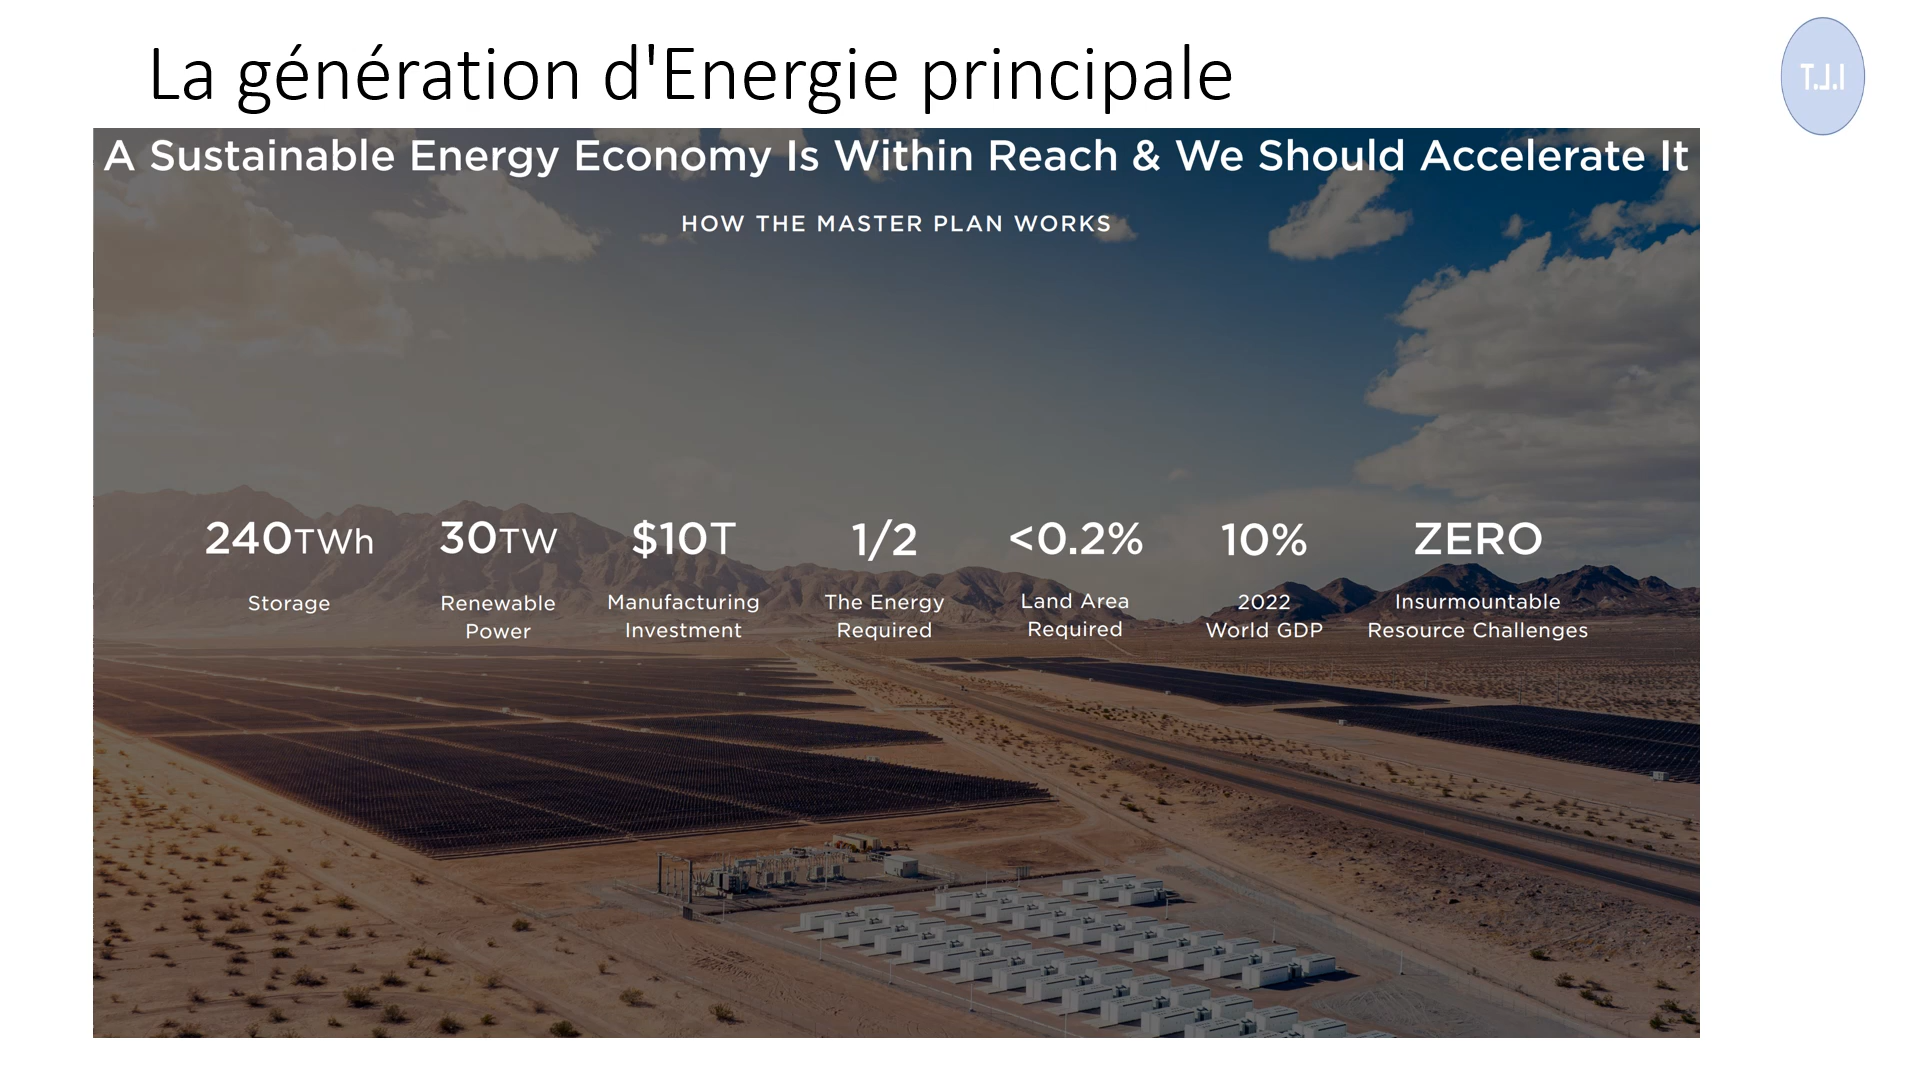 La génération d'Energie principale
T.J.I
A Sustainable Energy Economy Is Within Reach & We Should Accelerate It
HOW THE MASTER PLAN WORKS
240TWh
Storage
30TW
Renewable
Power
$10T
Manufacturing
Investment
1/2
The Energy
Required
<0.2%
Land Area
Required
10%
2022
World GDP
ZERO
Insurmountable
Resource Challenges